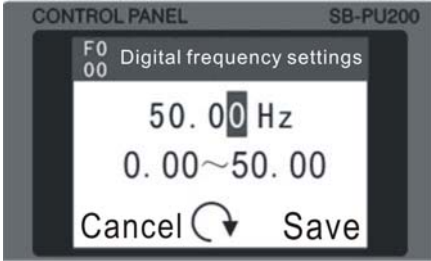 CONTROL PANEL SB-PU200
F0
00 Digital frequency settings
50.00 Hz
0.00~50.00
Cancel Save